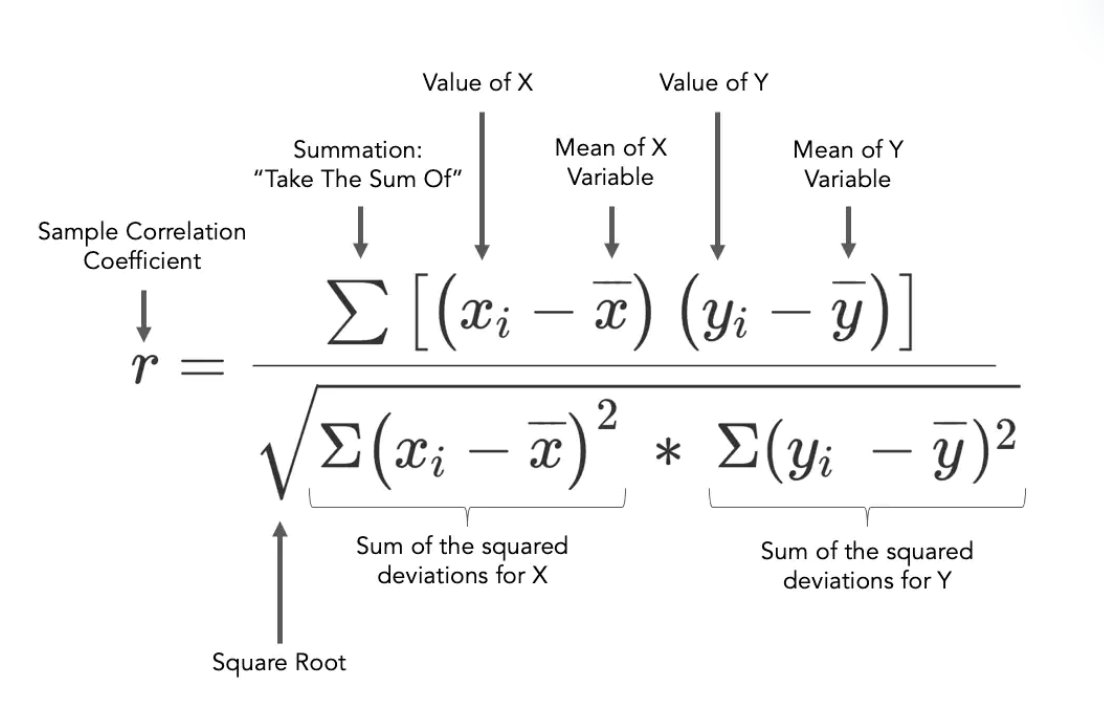 Value of X
Value of Y
Summation:
“Take The Sum Of”
Mean of X
Variable
Mean of Y
Variable
Sample Correlation
Coefficient
r = ∑ [(xᵢ − x̅) (yᵢ − y̅)]
√Σ(xᵢ − x̅)² * Σ(yᵢ − y̅)²
Sum of the squared
deviations for X
Sum of the squared
deviations for Y
Square Root